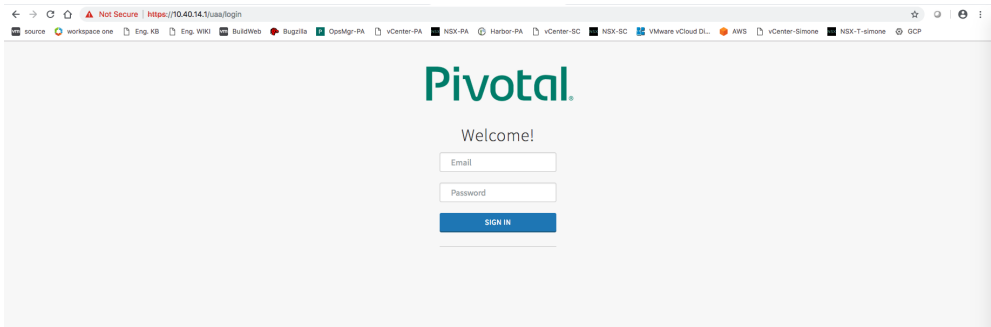 Not Secure | https://10.40.14.1/uaa/login
source workspace one Eng. KB Eng. WIKI BuildWeb Bugzilla OpsMgr-PA vCenter-PA NSX-PA Harbor-PA vCenter-SC NSX-SC VMware vCloud Di... AWS vCenter-Simone NSX-T-simone GCP
Pivotal.
Welcome!
Email
Password
SIGN IN